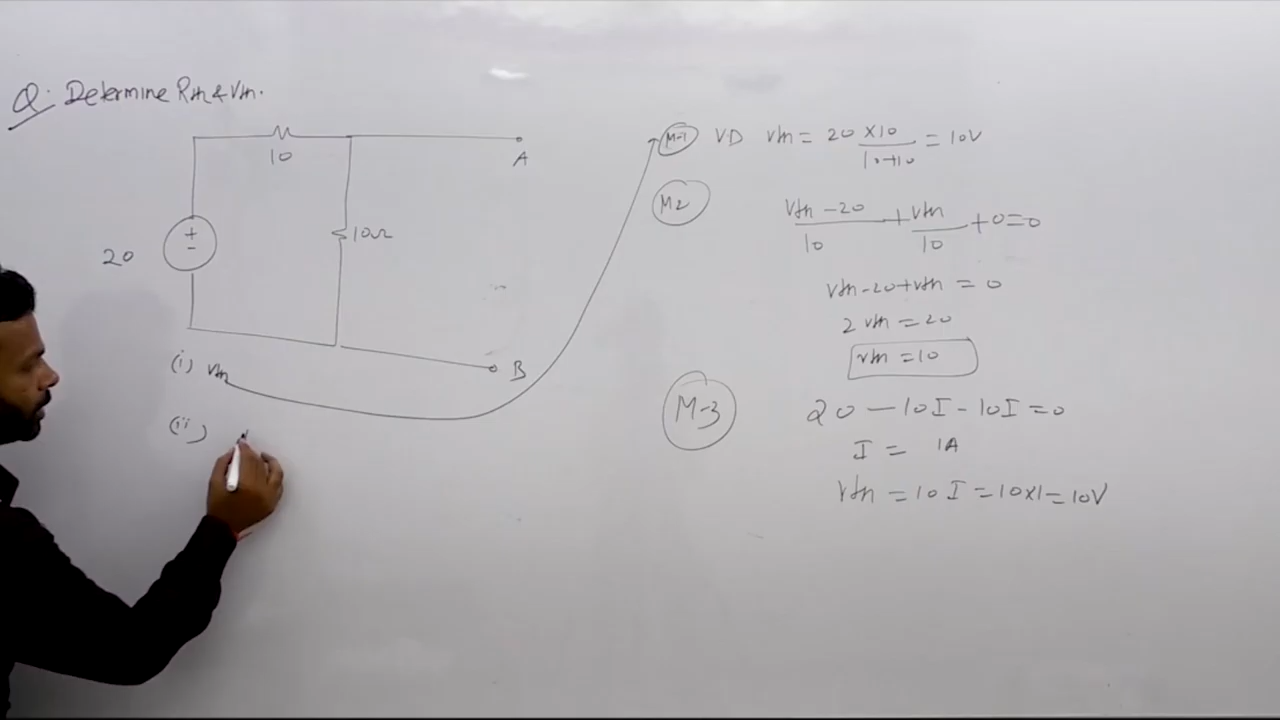 Q. Determine Rth & Vth.
10
A
20
+
-
10Ω
B
(i) Vth
(ii)
M-1 VD Vth = 20 × 10 / 10+10 = 10V
M2
Vth - 20 / 10 + Vth / 10 + 0 = 0
Vth - 20 + Vth = 0
2 Vth = 20
Vth = 10
M-3 20 - 10I - 10I = 0
I = 1A
Vth = 10 I = 10×1 = 10V